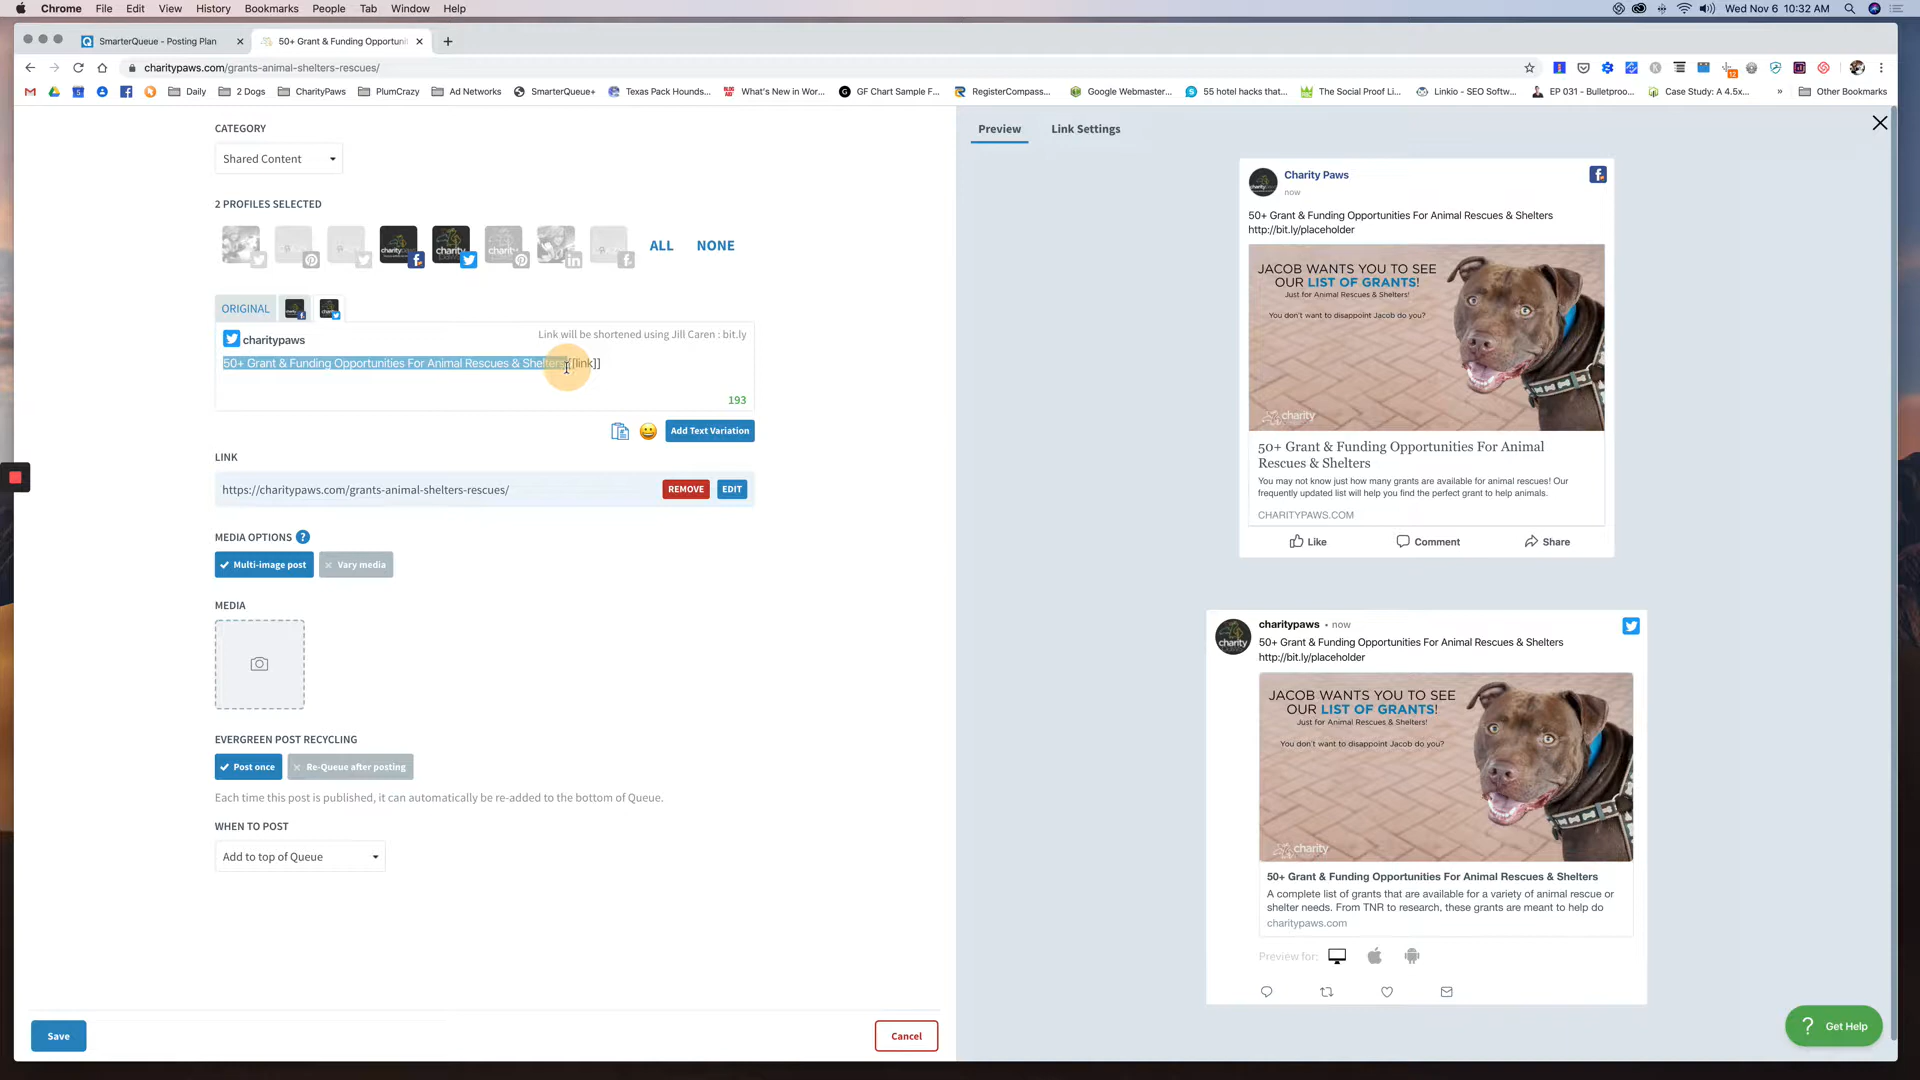 Chrome File Edit View History Bookmarks People Tab Window Help
Wed Nov 6 10:32 AM
SmarterQueue - Posting Plan
50+ Grant & Funding Opportuni
charitypaws.com/grants-animal-shelters-rescues/
12
Daily 2 Dogs CharityPaws PlumCrazy Ad Networks SmarterQueue+ Texas Pack Hounds... What's New in Wor... GF Chart Sample F... RegisterCompass... Google Webmaster... 55 hotel hacks that... The Social Proof Li... Linkio - SEO Softw... EP 031 - Bulletproo... Case Study: A 4.5x... » Other Bookmarks
CATEGORY
Shared Content
2 PROFILES SELECTED
ALL NONE
ORIGINAL
charitypaws
Link will be shortened using Jill Caren : bit.ly
50+ Grant & Funding Opportunities For Animal Rescues & Shelters [[link]]
193
Add Text Variation
LINK
https://charitypaws.com/grants-animal-shelters-rescues/
REMOVE EDIT
MEDIA OPTIONS ?
Multi-image post Vary media
MEDIA
EVERGREEN POST RECYCLING
Post once Re-Queue after posting
Each time this post is published, it can automatically be re-added to the bottom of Queue.
WHEN TO POST
Add to top of Queue
Save
Cancel
Preview Link Settings
Charity Paws
now
50+ Grant & Funding Opportunities For Animal Rescues & Shelters
http://bit.ly/placeholder
JACOB WANTS YOU TO SEE
OUR LIST OF GRANTS!
Just for Animal Rescues & Shelters!
You don't want to disappoint Jacob do you?
charity
50+ Grant & Funding Opportunities For Animal
Rescues & Shelters
You may not know just how many grants are available for animal rescues! Our
frequently updated list will help you find the perfect grant to help animals.
CHARITYPAWS.COM
Like Comment Share
charitypaws • now
50+ Grant & Funding Opportunities For Animal Rescues & Shelters
http://bit.ly/placeholder
JACOB WANTS YOU TO SEE
OUR LIST OF GRANTS!
Just for Animal Rescues & Shelters!
You don't want to disappoint Jacob do you?
charity
50+ Grant & Funding Opportunities For Animal Rescues & Shelters
A complete list of grants that are available for a variety of animal rescue or
shelter needs. From TNR to research, these grants are meant to help do
charitypaws.com
Preview for:
? Get Help